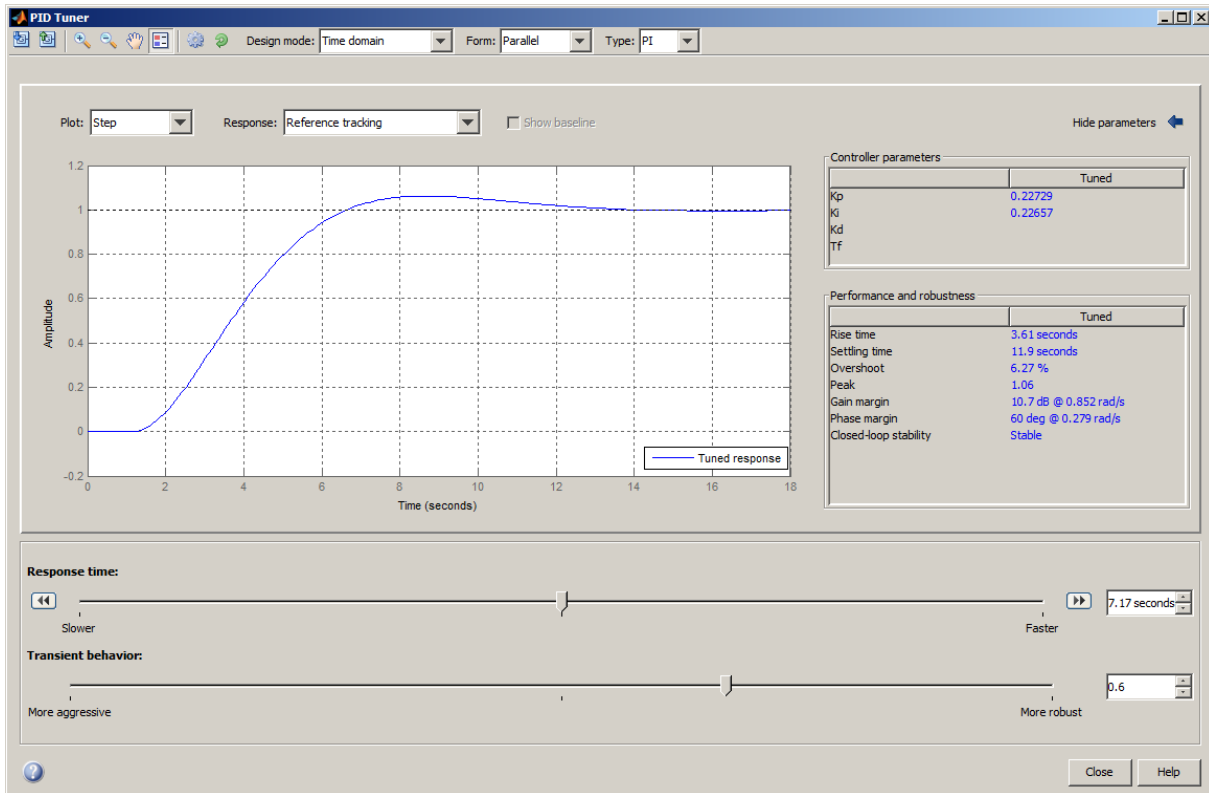 PID Tuner
Design mode: Time domain Form: Parallel Type: PI
Plot: Step Response: Reference tracking Show baseline Hide parameters
1.2
1
0.8
0.6
0.4
0.2
0
-0.2
Amplitude
0 2 4 6 8 10 12 14 16 18
Time (seconds)
Tuned response
Controller parameters
Tuned
Kp 0.22729
Ki 0.22657
Kd
Tf
Performance and robustness
Tuned
Rise time 3.61 seconds
Settling time 11.9 seconds
Overshoot 6.27 %
Peak 1.06
Gain margin 10.7 dB @ 0.852 rad/s
Phase margin 60 deg @ 0.279 rad/s
Closed-loop stability Stable
Response time:
7.17 seconds
Slower Faster
Transient behavior:
0.6
More aggressive More robust
? Close Help